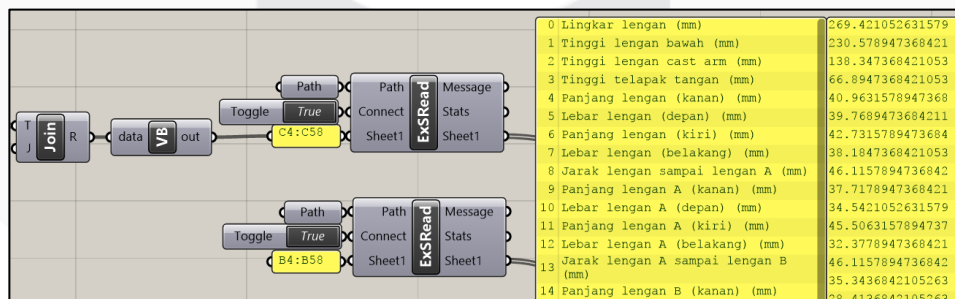 T
J
Join
R
data
VB
out
Path
Toggle
True
C4:C58
Path
Connect
Sheet1
ExSRead
Message
Stats
Sheet1
Path
Toggle
True
B4:B58
Path
Connect
Sheet1
ExSRead
Message
Stats
Sheet1
0 Lingkar lengan (mm)
1 Tinggi lengan bawah (mm)
2 Tinggi lengan cast arm (mm)
3 Tinggi telapak tangan (mm)
4 Panjang lengan (kanan) (mm)
5 Lebar lengan (depan) (mm)
6 Panjang lengan (kiri) (mm)
7 Lebar lengan (belakang) (mm)
8 Jarak lengan sampai lengan A (mm)
9 Panjang lengan A (kanan) (mm)
10 Lebar lengan A (depan) (mm)
11 Panjang lengan A (kiri) (mm)
12 Lebar lengan A (belakang) (mm)
13 Jarak lengan A sampai lengan B
(mm)
14 Panjang lengan B (kanan) (mm)
269.421052631579
230.578947368421
138.347368421053
66.8947368421053
40.9631578947368
39.7689473684211
42.7315789473684
38.1847368421053
46.1157894736842
37.7178947368421
34.5421052631579
45.5063157894737
32.3778947368421
46.1157894736842
35.3436842105263
28.4136842105263